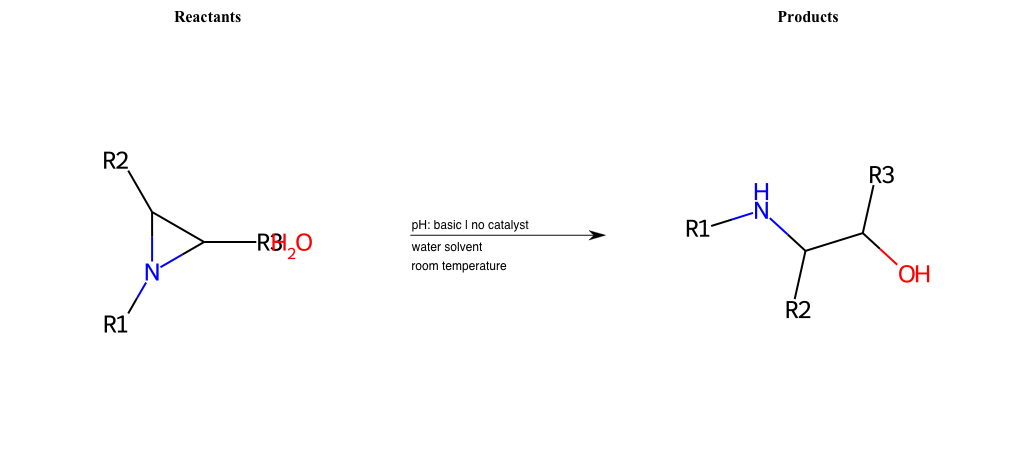 Reactants
Products
R2
R3
H2O
N
R1
pH: basic | no catalyst
water solvent
room temperature
R3
H
N
R1
OH
R2